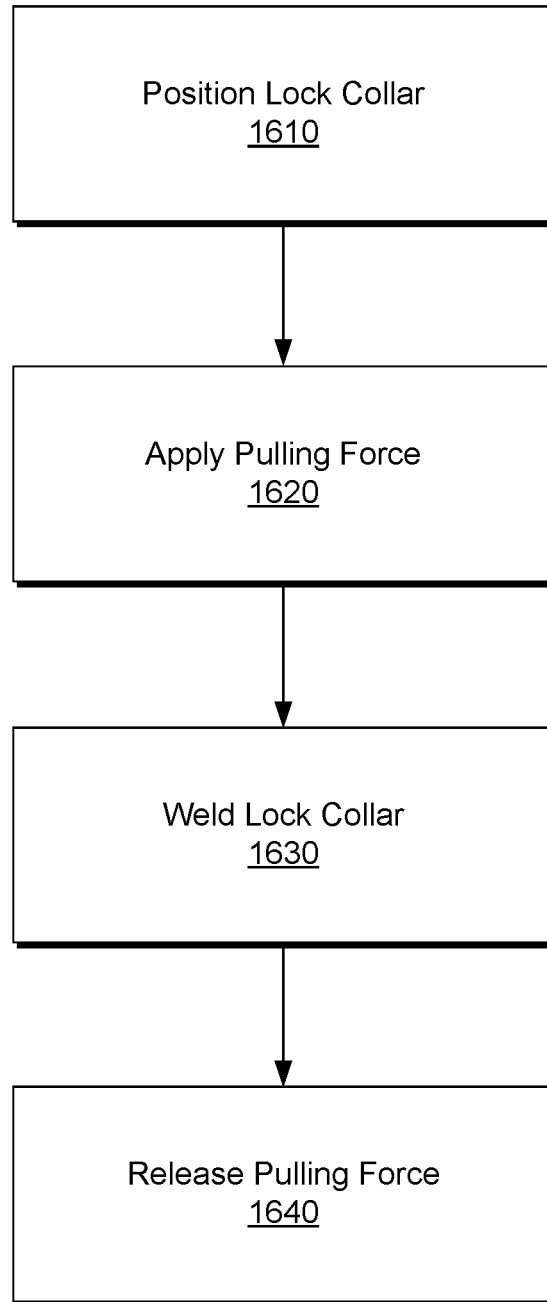 Position Lock Collar
1610
Apply Pulling Force
1620
Weld Lock Collar
1630
Release Pulling Force
1640